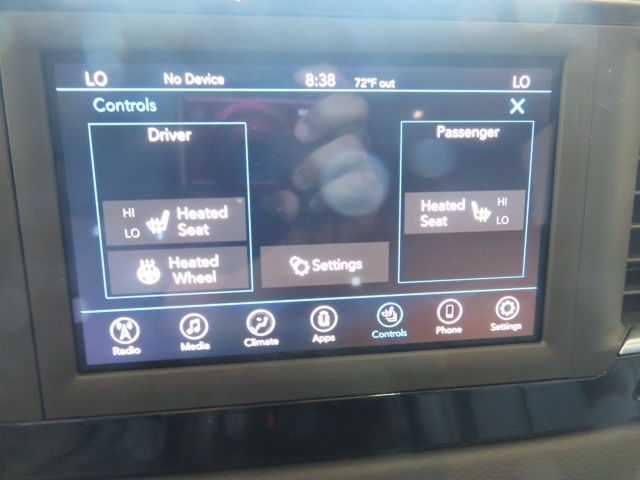 LO No Device 8:38 72°F out LO
Controls
Driver
Passenger
HI
LO
Heated
Seat
Heated
Seat
HI
LO
Heated
Wheel
Settings
Radio Media Climate Apps Controls Phone Settings